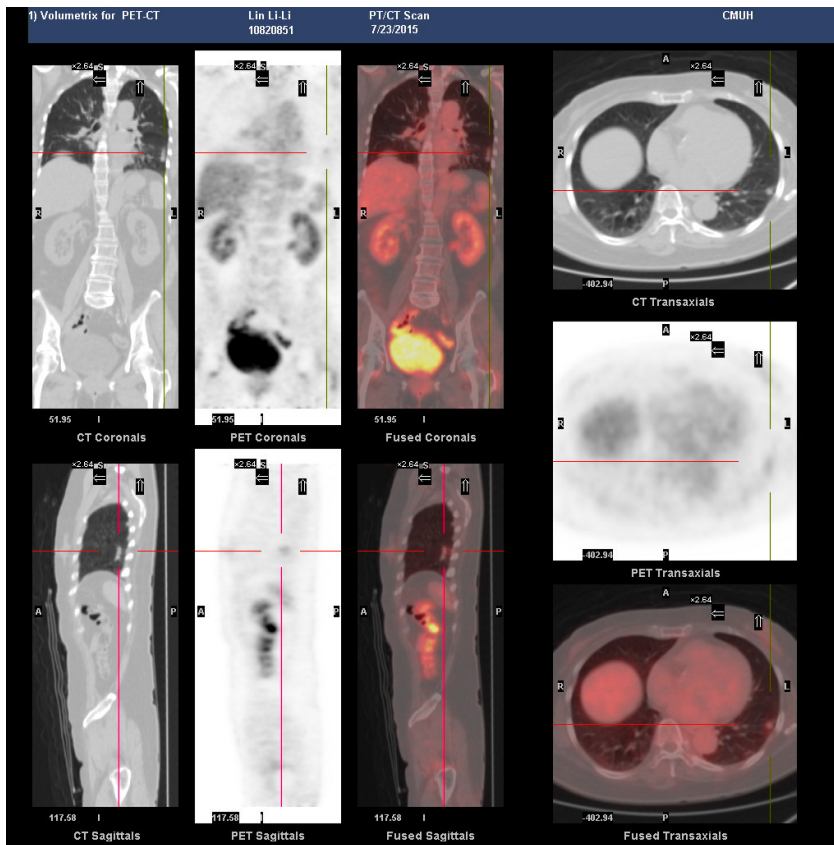 1) Volumetrix for PET-CT
Lin Li-Li
10820851
PT/CT Scan
7/23/2015
CMUH
×2.64 S
R
L
51.95 I
CT Coronals
×2.64 S
R
L
51.95 I
PET Coronals
×2.64 S
R
L
51.95 I
Fused Coronals
A
×2.64
R
L
-402.94 P
CT Transaxials
×2.64 S
A
P
117.58 I
CT Sagittals
×2.64 S
A
P
117.58 I
PET Sagittals
×2.64 S
A
P
117.58 I
Fused Sagittals
A
×2.64
R
L
-402.94 P
PET Transaxials
A
×2.64
R
L
-402.94 P
Fused Transaxials